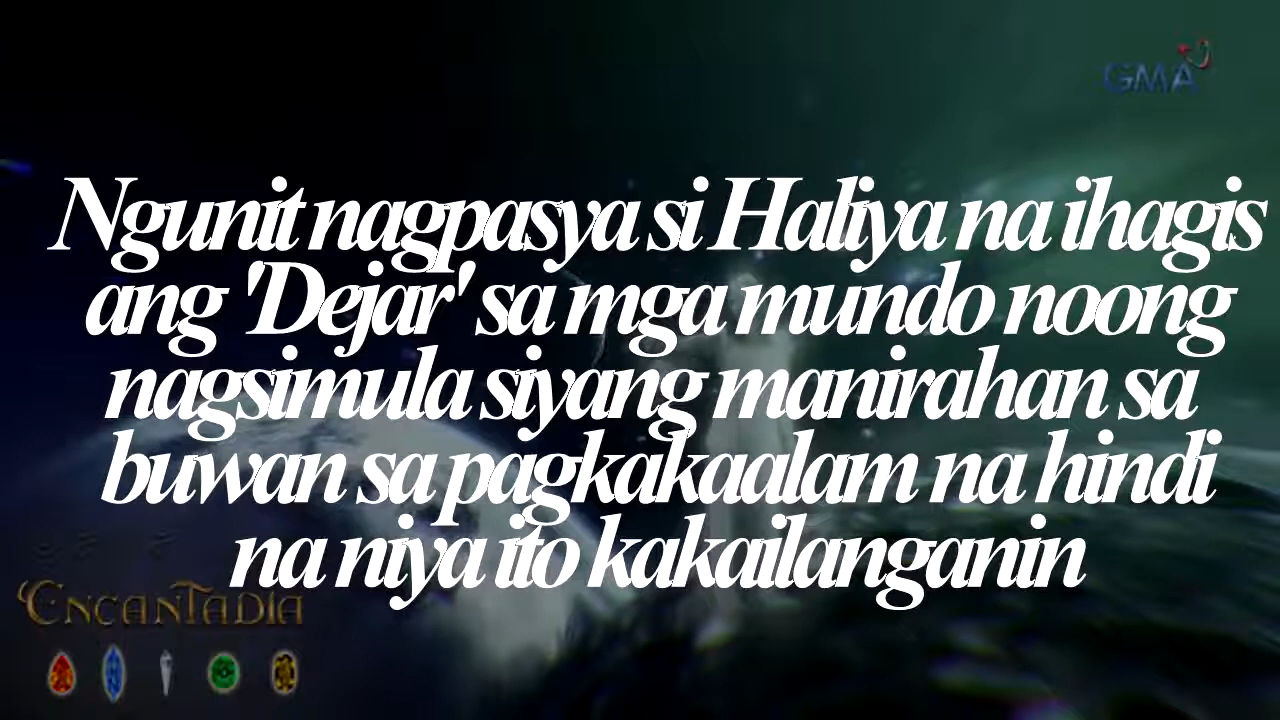 GMA
Ngunit nagpasya si Haliya na ihagis
ang 'Dejar' sa mga mundo noong
nagsimula siyang manirahan sa
buwan sa pagkakaalam na hindi
na niya ito kakailanganin
ENCANTADIA